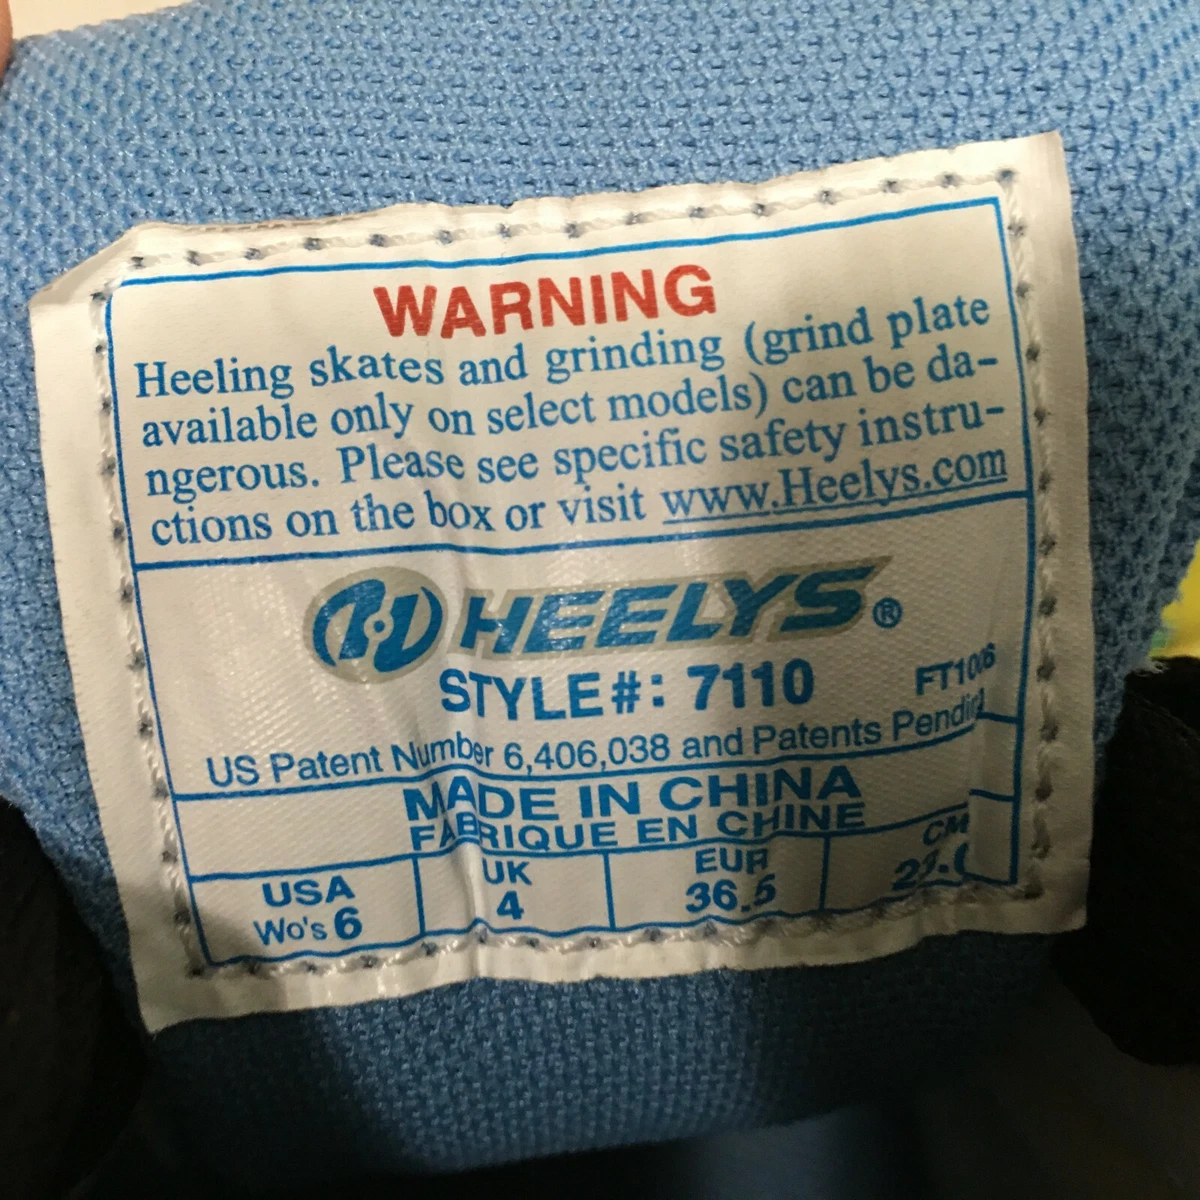 WARNING
Heeling skates and grinding (grind plate
available only on select models) can be da-
ngerous. Please see specific safety instru-
ctions on the box or visit www.Heelys.com
HEELYS®
STYLE#: 7110
FT1006
US Patent Number 6,406,038 and Patents
MADE IN CHINA
FABRIQUE EN CHINE
USA UK EUR CM
Wo's 6 4 36.5